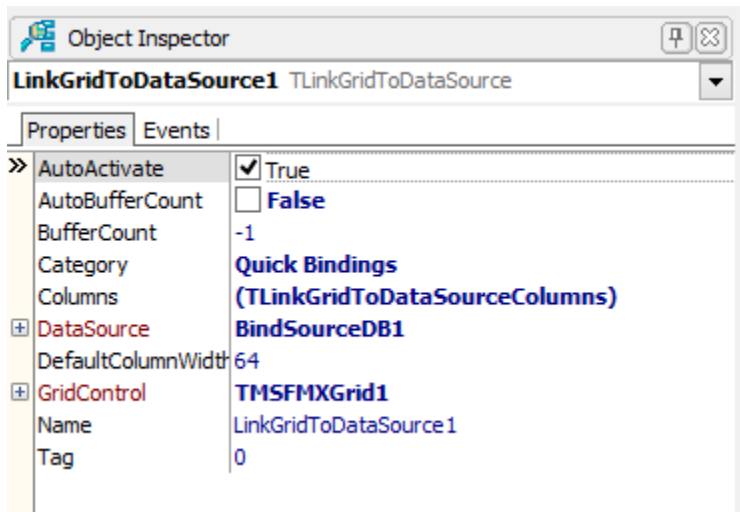 Object Inspector
LinkGridToDataSource1 TLinkGridToDataSource
Properties Events
AutoActivate True
AutoBufferCount False
BufferCount -1
Category Quick Bindings
Columns (TLinkGridToDataSourceColumns)
DataSource BindSourceDB1
DefaultColumnWidth 64
GridControl TMSFMXGrid1
Name LinkGridToDataSource1
Tag 0